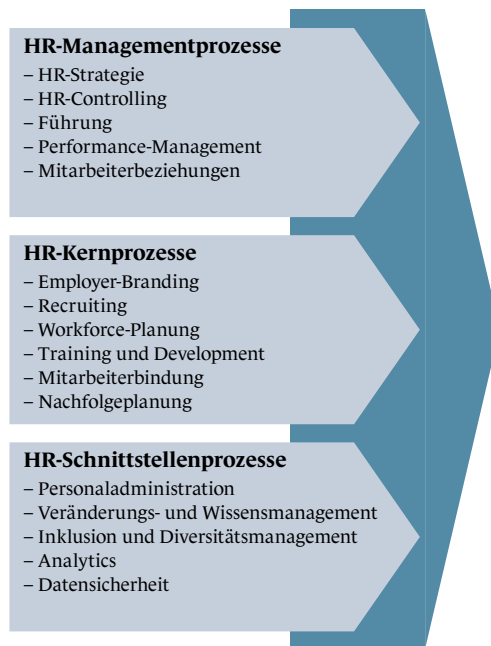 HR-Managementprozesse
– HR-Strategie
– HR-Controlling
– Führung
– Performance-Management
– Mitarbeiterbeziehungen
HR-Kernprozesse
– Employer-Branding
– Recruiting
– Workforce-Planung
– Training und Development
– Mitarbeiterbindung
– Nachfolgeplanung
HR-Schnittstellenprozesse
– Personaladministration
– Veränderungs- und Wissensmanagement
– Inklusion und Diversitätsmanagement
– Analytics
– Datensicherheit